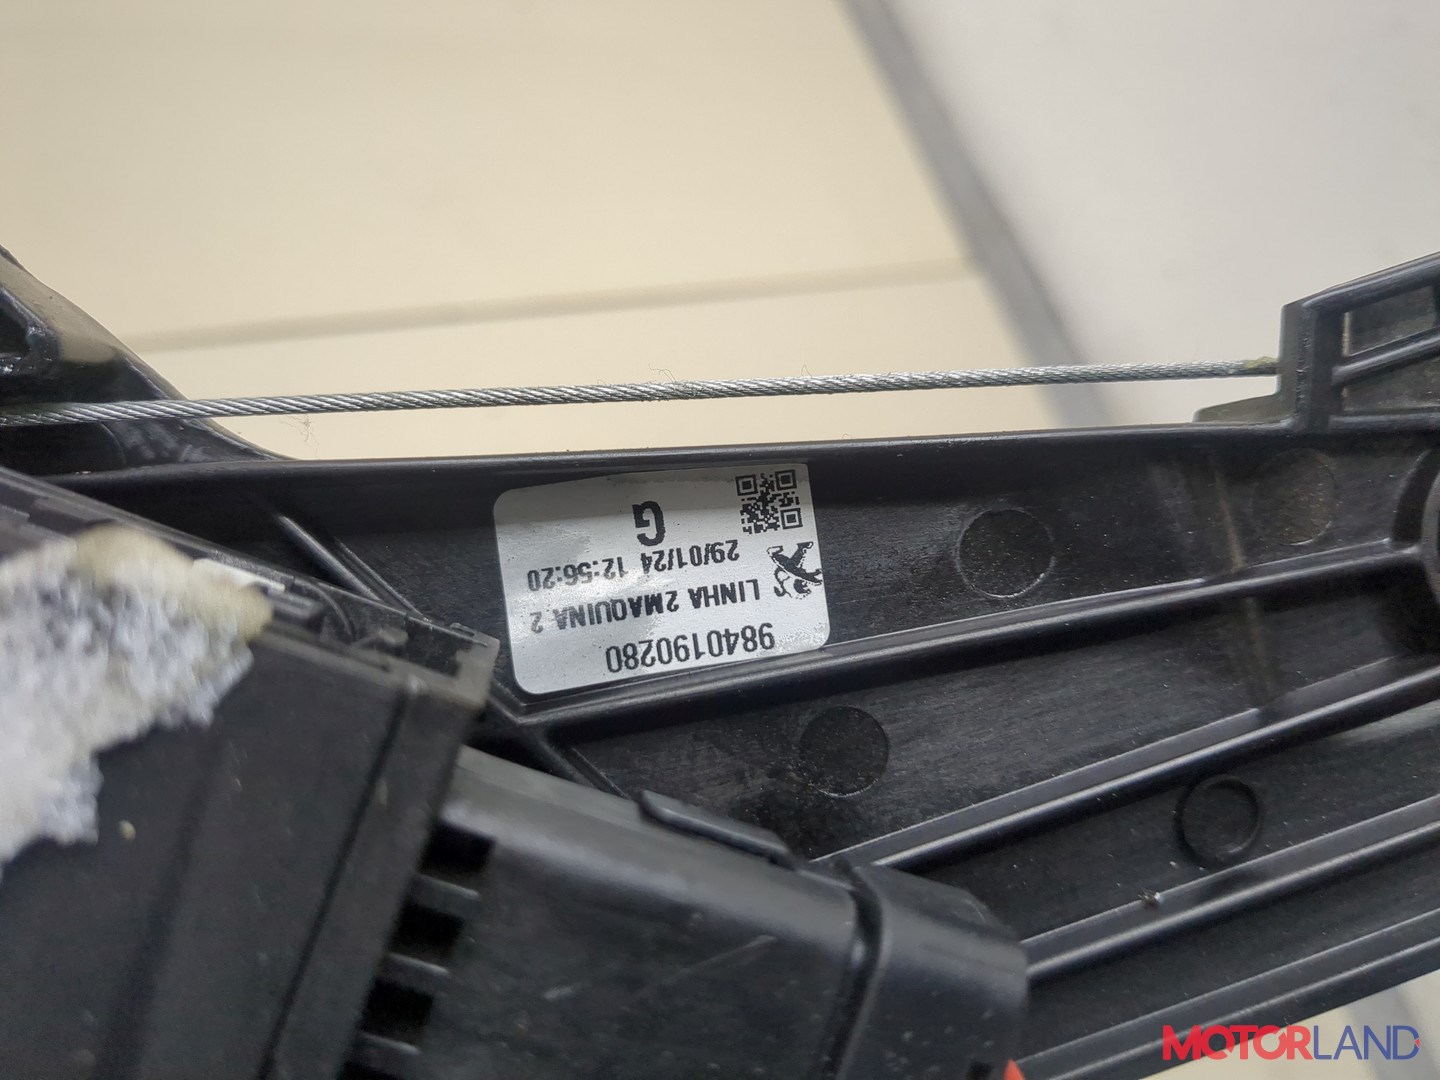 9840190280
LINHA 2MAQUINA 2
29/01/24 12:56:20
G
MOTORLAND